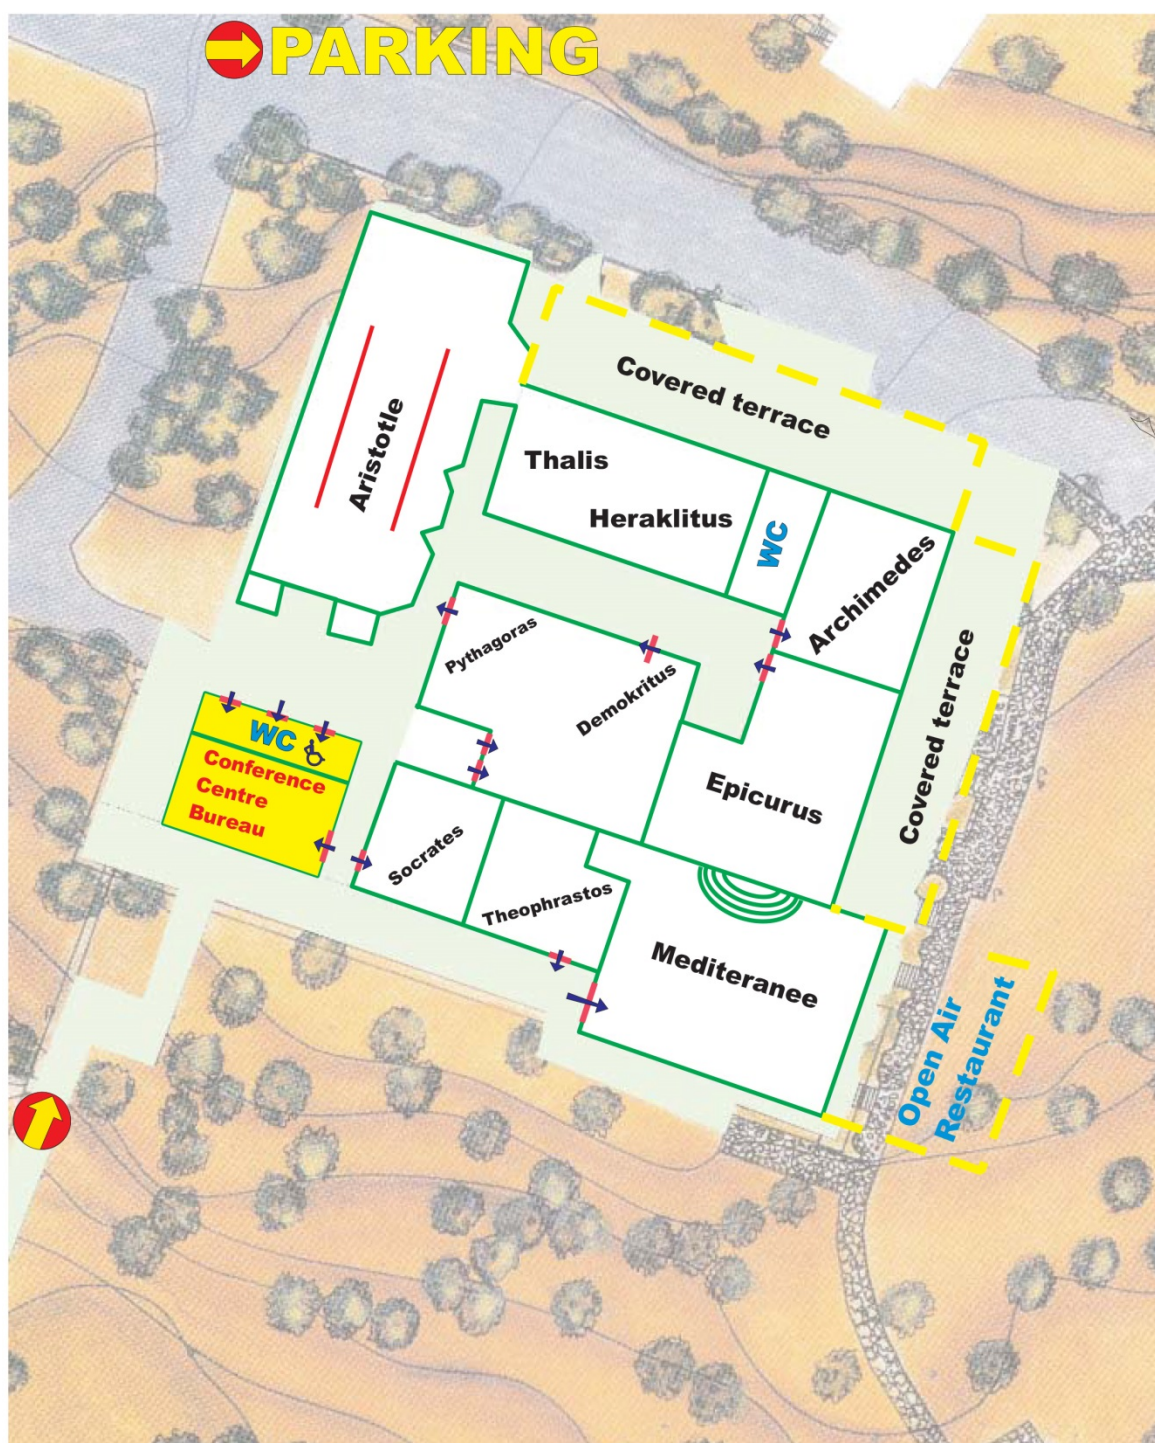 PARKING
Covered terrace
Aristotle
Thalis
Heraklitus
WC
Archimedes
Pythagoras
Demokritus
Covered terrace
WC
Conference
Centre
Bureau
Epicurus
Socrates
Theophrastos
Mediteranee
Open Air
Restaurant